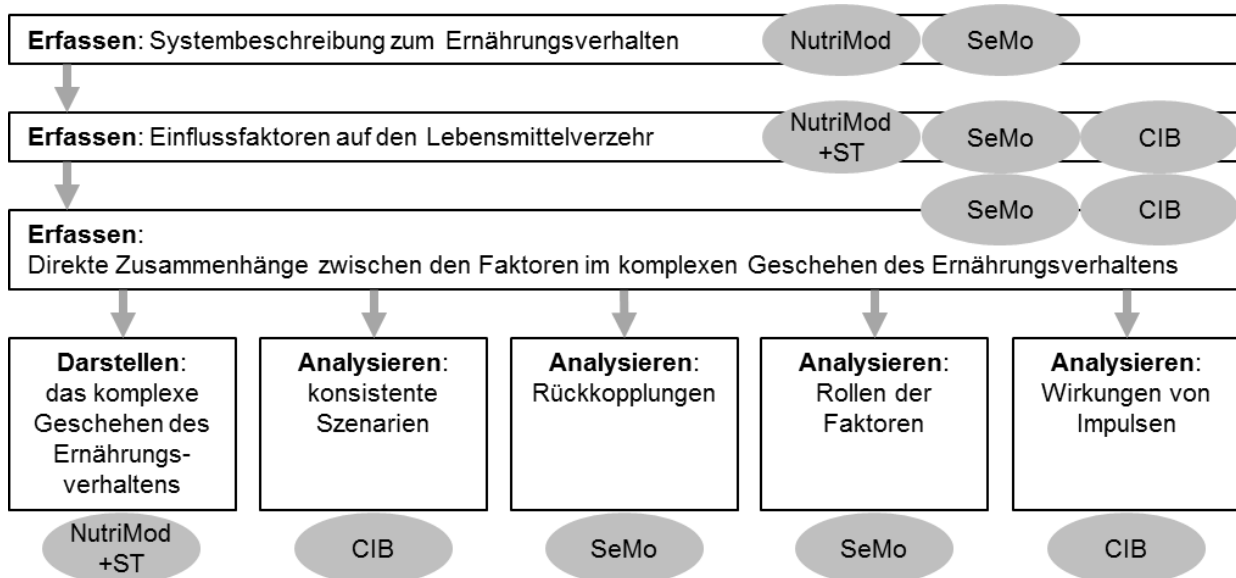 Erfassen: Systembeschreibung zum Ernährungsverhalten
NutriMod
SeMo
Erfassen: Einflussfaktoren auf den Lebensmittelverzehr
NutriMod
+ST
SeMo
CIB
SeMo
CIB
Erfassen:
Direkte Zusammenhänge zwischen den Faktoren im komplexen Geschehen des Ernährungsverhaltens
Darstellen:
das komplexe
Geschehen des
Ernährungs-
verhaltens
NutriMod
+ST
Analysieren:
konsistente
Szenarien
CIB
Analysieren:
Rückkopplungen
SeMo
Analysieren:
Rollen der
Faktoren
SeMo
Analysieren:
Wirkungen von
Impulsen
CIB